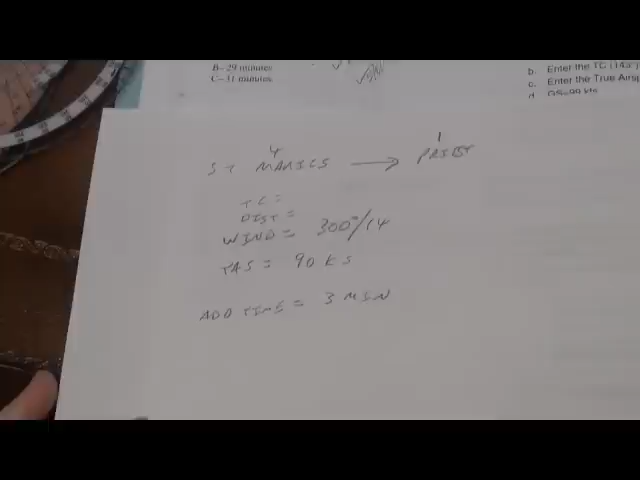 B–29 minutes.
C–31 minutes.
b. Enter the TC (143°)
c. Enter the True Airsp
d.
4 1
ST MARIES → PRIEST
TC =
DIST =
WIND = 300°/14
TAS = 90 KS
ADD TIME = 3 MIN